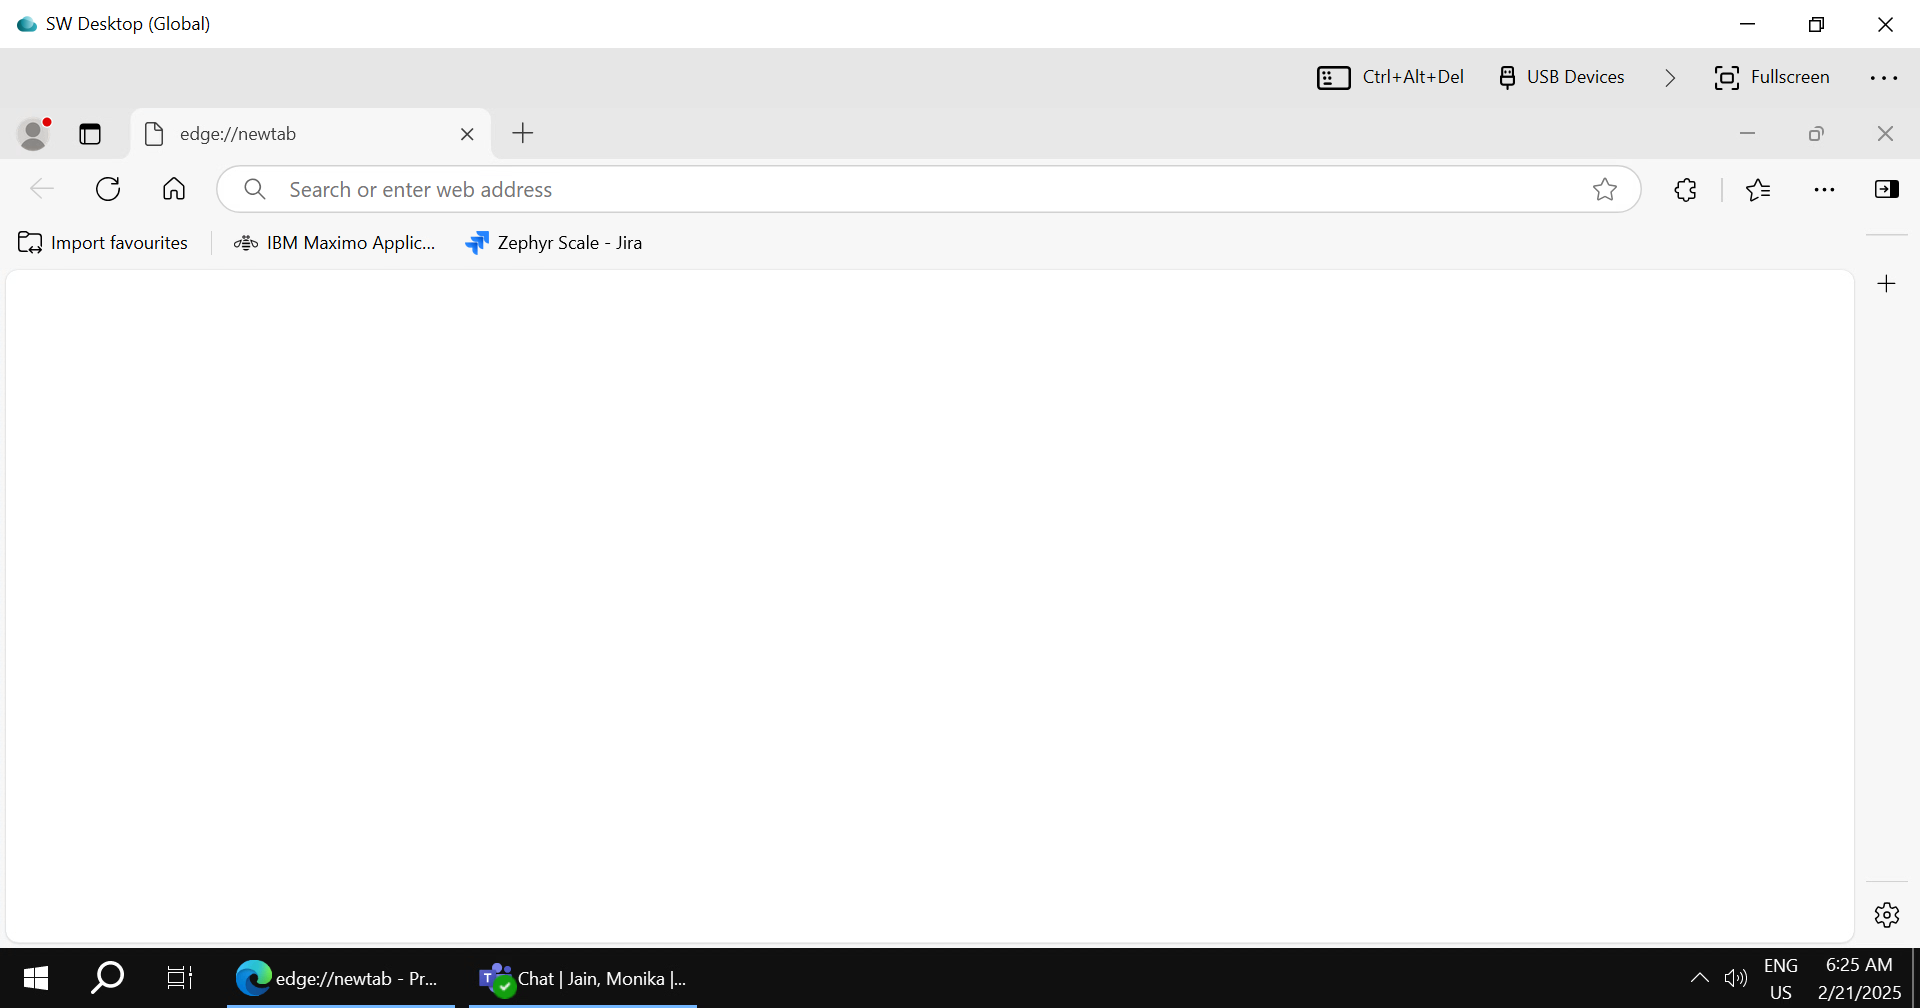 SW Desktop (Global)
Ctrl+Alt+Del USB Devices Fullscreen
edge://newtab
Search or enter web address
Import favourites IBM Maximo Applic... Zephyr Scale - Jira
edge://newtab - Pr... T Chat | Jain, Monika |... ENG 6:25 AM
US 2/21/2025